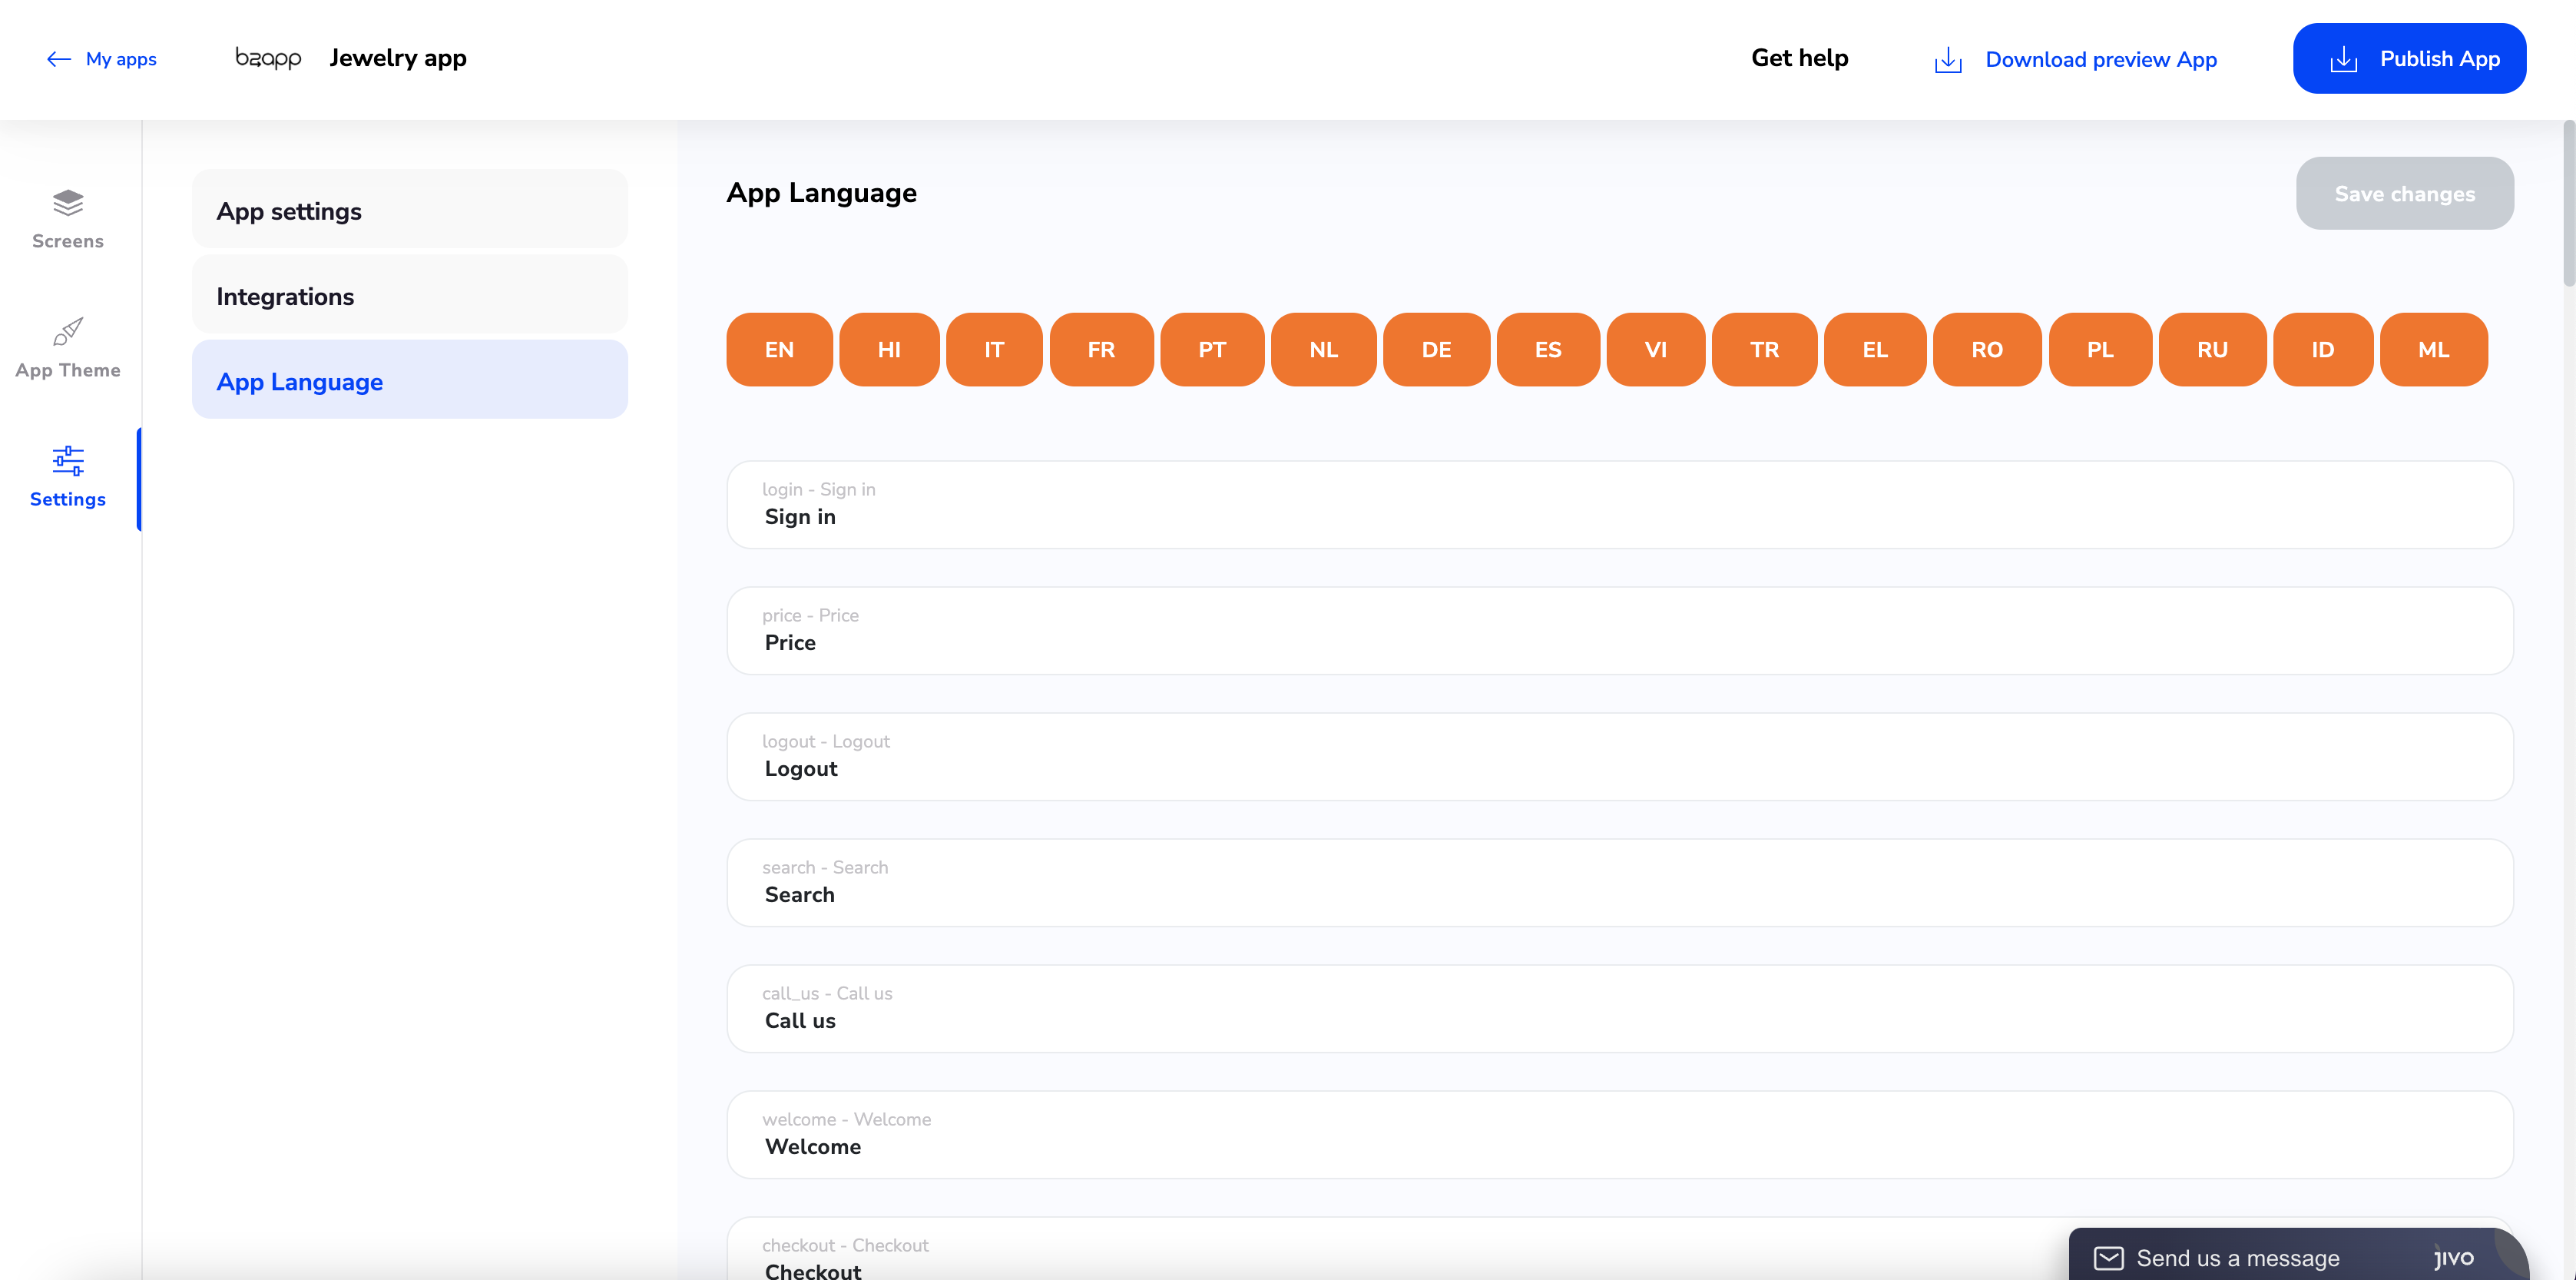 My apps
bzapp
Jewelry app
Get help
Download preview App
Publish App
Screens
App Theme
Settings
App settings
Integrations
App Language
App Language
Save changes
EN HI IT FR PT NL DE ES VI TR EL RO PL RU ID ML
login - Sign in
Sign in
price - Price
Price
logout - Logout
Logout
search - Search
Search
call_us - Call us
Call us
welcome - Welcome
Welcome
checkout - Checkout
Checkout
Send us a message
JIVO